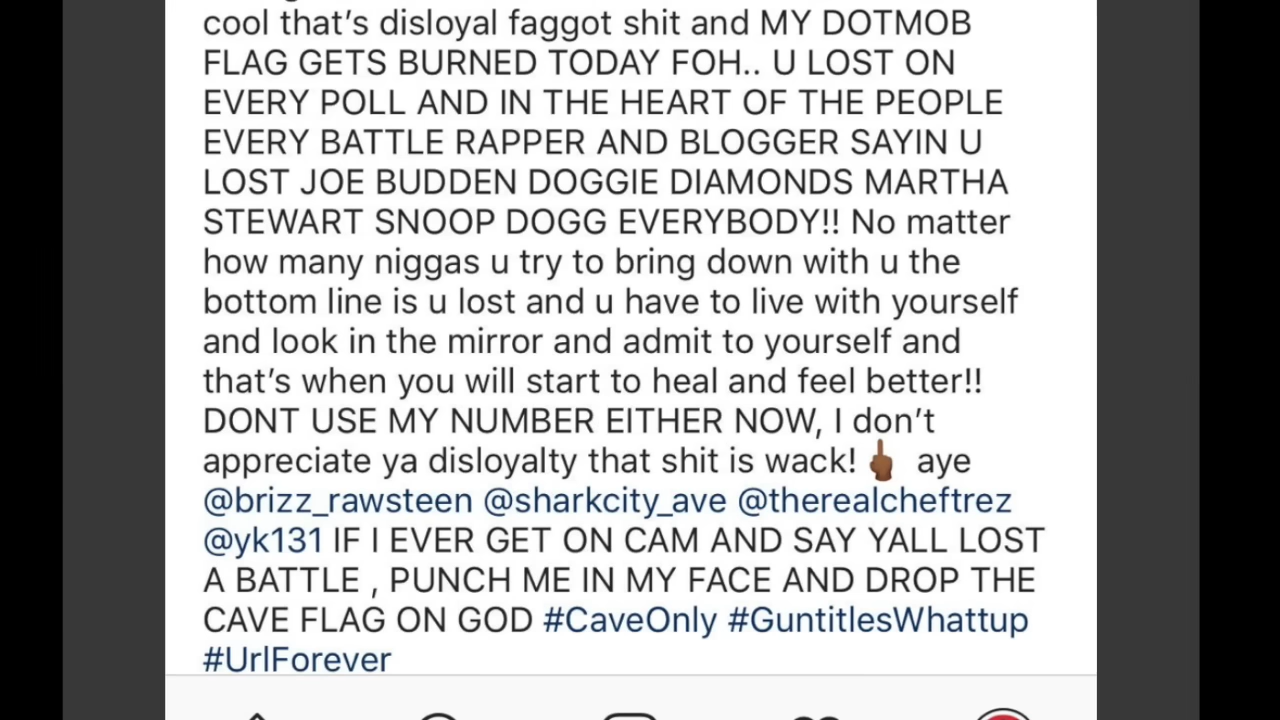 cool that’s disloyal faggot shit and MY DOTMOB
FLAG GETS BURNED TODAY FOH.. U LOST ON
EVERY POLL AND IN THE HEART OF THE PEOPLE
EVERY BATTLE RAPPER AND BLOGGER SAYIN U
LOST JOE BUDDEN DOGGIE DIAMONDS MARTHA
STEWART SNOOP DOGG EVERYBODY!! No matter
how many niggas u try to bring down with u the
bottom line is u lost and u have to live with yourself
and look in the mirror and admit to yourself and
that’s when you will start to heal and feel better!!
DONT USE MY NUMBER EITHER NOW, I don’t
appreciate ya disloyalty that shit is wack! 🖕🏾 aye
@brizz_rawsteen @sharkcity_ave @therealcheftrez
@yk131 IF I EVER GET ON CAM AND SAY YALL LOST
A BATTLE , PUNCH ME IN MY FACE AND DROP THE
CAVE FLAG ON GOD #CaveOnly #GuntitlesWhattup
#UrlForever